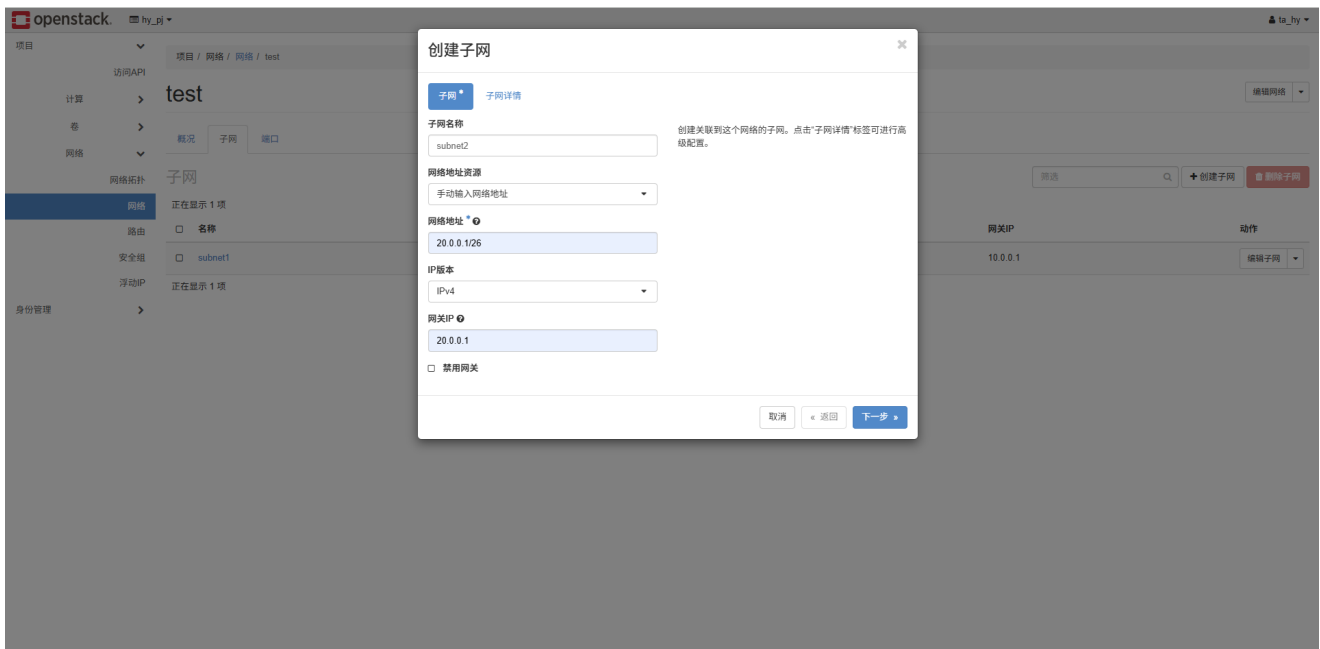 openstack. hy_pj
ta_hy
项目
访问API
计算
卷
网络
网络拓扑
网络
路由
安全组
浮动IP
身份管理
项目 / 网络 / 网络 / test
test
编辑网络
概况 子网 端口
子网
筛选
创建子网
删除子网
正在显示 1 项
名称 网关IP 动作
subnet1 10.0.0.1 编辑子网
正在显示 1 项
创建子网
×
子网 * 子网详情
子网名称
subnet2
创建关联到这个网络的子网。点击"子网详情"标签可进行高
级配置。
网络地址资源
手动输入网络地址
网络地址 *
20.0.0.1/26
IP版本
IPv4
网关IP
20.0.0.1
禁用网关
取消 « 返回 下一步 »